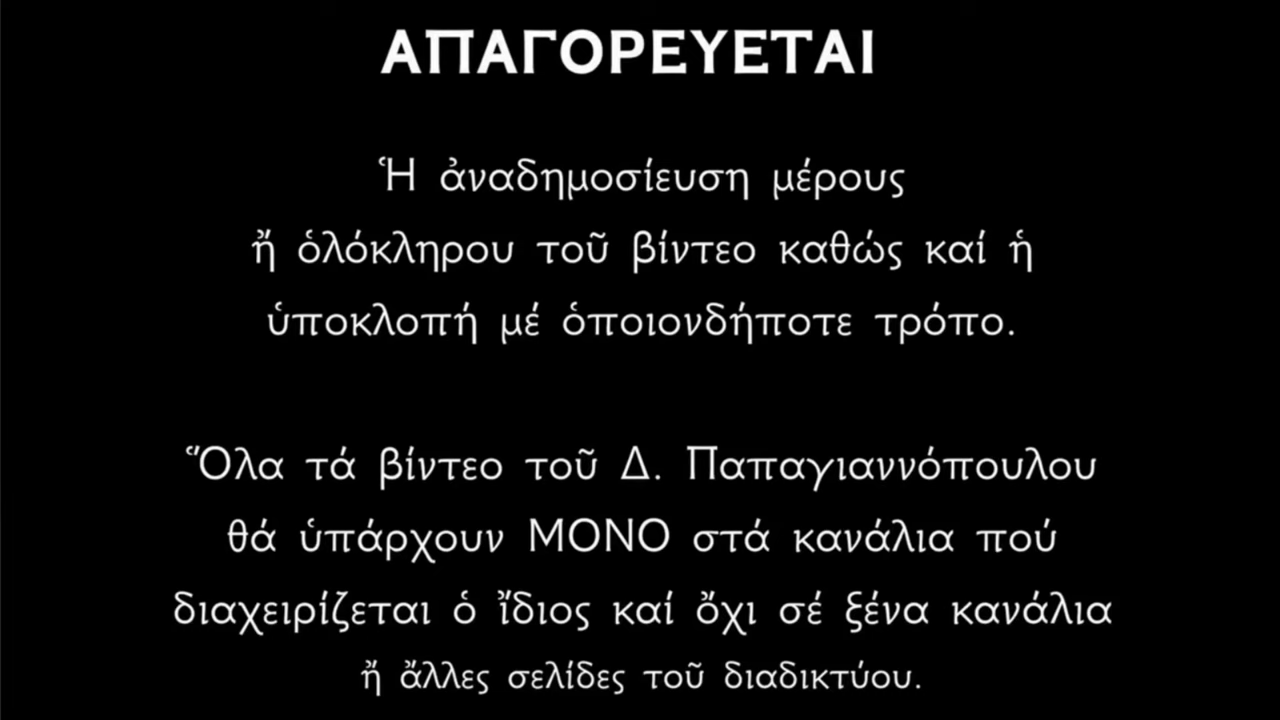 ΑΠΑΓΟΡΕΥΕΤΑΙ
Ἡ ἀναδημοσίευση μέρους
ἤ ὁλόκληρου τοῦ βίντεο καθώς καί ἡ
ὑποκλοπή μέ ὁποιονδήποτε τρόπο.
Ὅλα τά βίντεο τοῦ Δ. Παπαγιαννόπουλου
θά ὑπάρχουν ΜΟΝΟ στά κανάλια πού
διαχειρίζεται ὁ ἴδιος καί ὄχι σέ ξένα κανάλια
ἤ ἄλλες σελίδες τοῦ διαδικτύου.